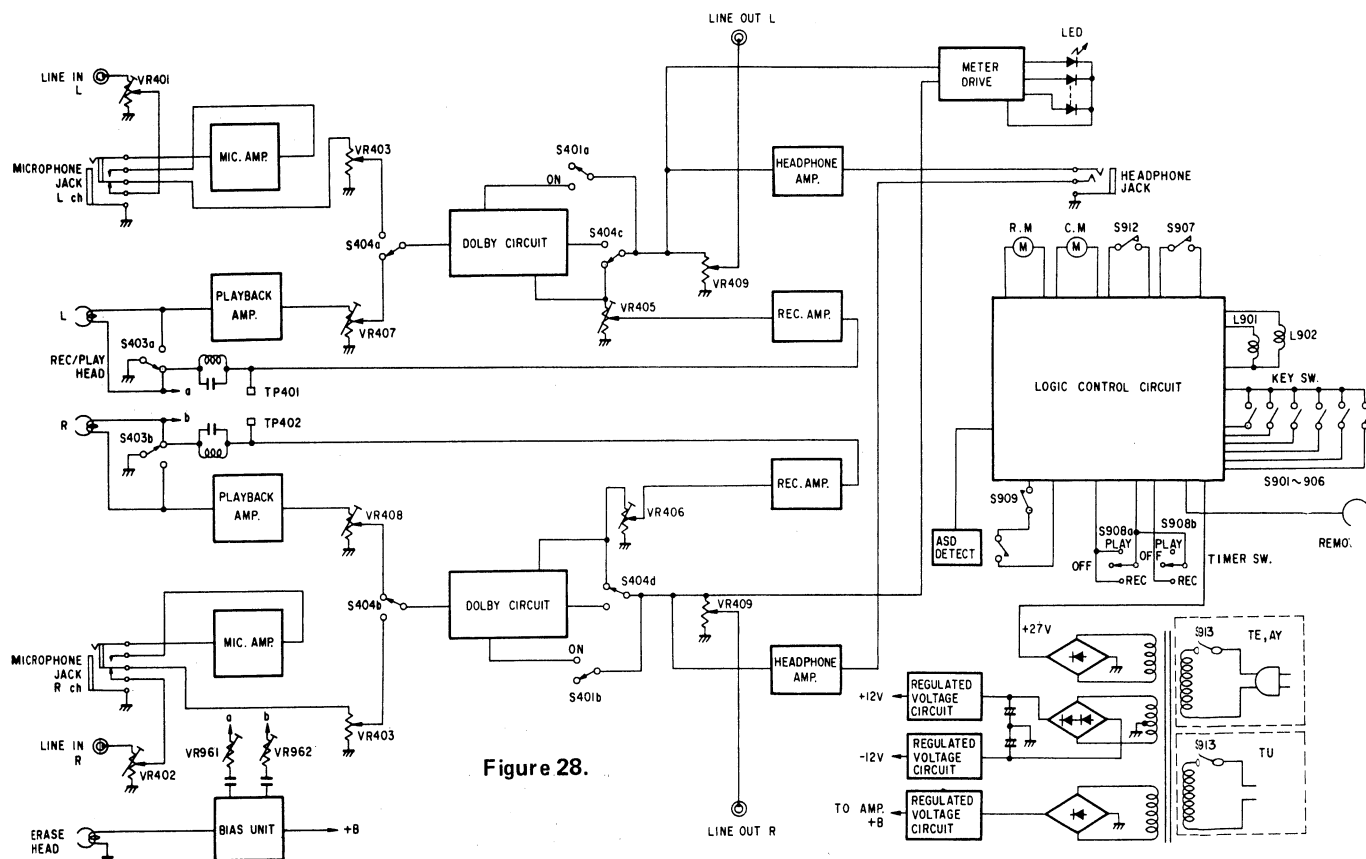 LINE OUT L
LED
LINE IN
L
VR401
METER
DRIVE
MIC. AMP.
VR403
S401a
ON
HEADPHONE
AMP.
HEADPHONE
JACK
MICROPHONE
JACK
L ch
S404a
DOLBY CIRCUIT
S404c
R.M
M
C.M
M
S912
S907
VR409
PLAYBACK
AMP.
L
VR407
VR405
REC. AMP.
L901
L902
S403a
REC/PLAY
HEAD
a
TP401
LOGIC CONTROL CIRCUIT
KEY SW.
R
b
TP402
S403b
PLAYBACK
AMP.
VR408
VR406
REC. AMP.
S901~906
S909
ASD
DETECT
S908a
PLAY
OFF
REC
S908b
PLAY
OFF
REC
TIMER SW.
S404b
DOLBY CIRCUIT
S404d
VR409
MIC. AMP.
MICROPHONE
JACK
R ch
ON
S401b
HEADPHONE
AMP.
+27V
S913
TE, AY
+12V
REGULATED
VOLTAGE
CIRCUIT
a
b
VR961
VR962
VR403
LINE IN
R
VR402
Figure 28.
-12V
REGULATED
VOLTAGE
CIRCUIT
S913
TU
ERASE
HEAD
BIAS UNIT
+B
LINE OUT R
TO AMP.
+B
REGULATED
VOLTAGE
CIRCUIT